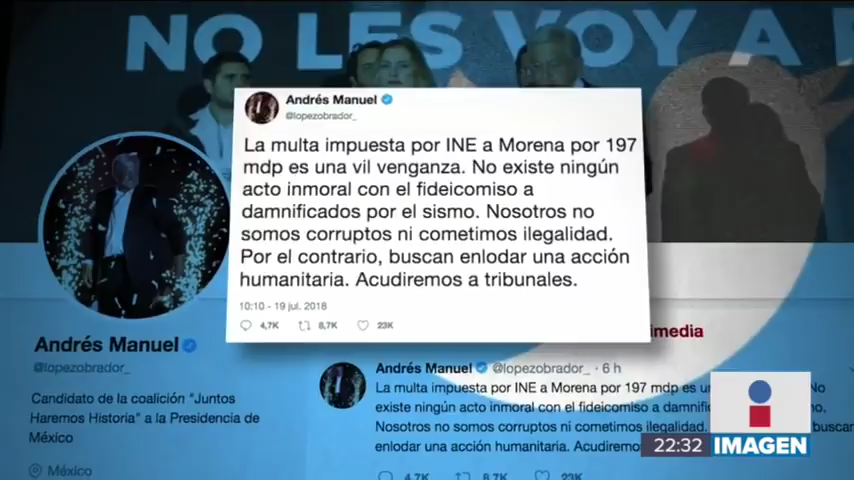 NO LES VOY A
Andrés Manuel
@lopezobrador_
La multa impuesta por INE a Morena por 197
mdp es una vil venganza. No existe ningún
acto inmoral con el fideicomiso a
damnificados por el sismo. Nosotros no
somos corruptos ni cometimos ilegalidad.
Por el contrario, buscan enlodar una acción
humanitaria. Acudiremos a tribunales.
10:10 - 19 jul. 2018
4,7K 8,7K 23K
Andrés Manuel
@lopezobrador_
Candidato de la coalición "Juntos
Haremos Historia" a la Presidencia de
México
México
Andrés Manuel @lopezobrador_ · 6 h
La multa impuesta por INE a Morena por 197 mdp es No
existe ningún acto inmoral con el fideicomiso a
Nosotros no somos corruptos ni cometimos ilegalidad. buscan
enlodar una acción humanitaria.
4,7K 8,7K 23K
22:32 IMAGEN